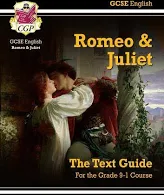 GCSE English
CGP
GCSE English
Romeo & Juliet
Romeo &
Juliet
The Text Guide
For the Grade 9-1 Course